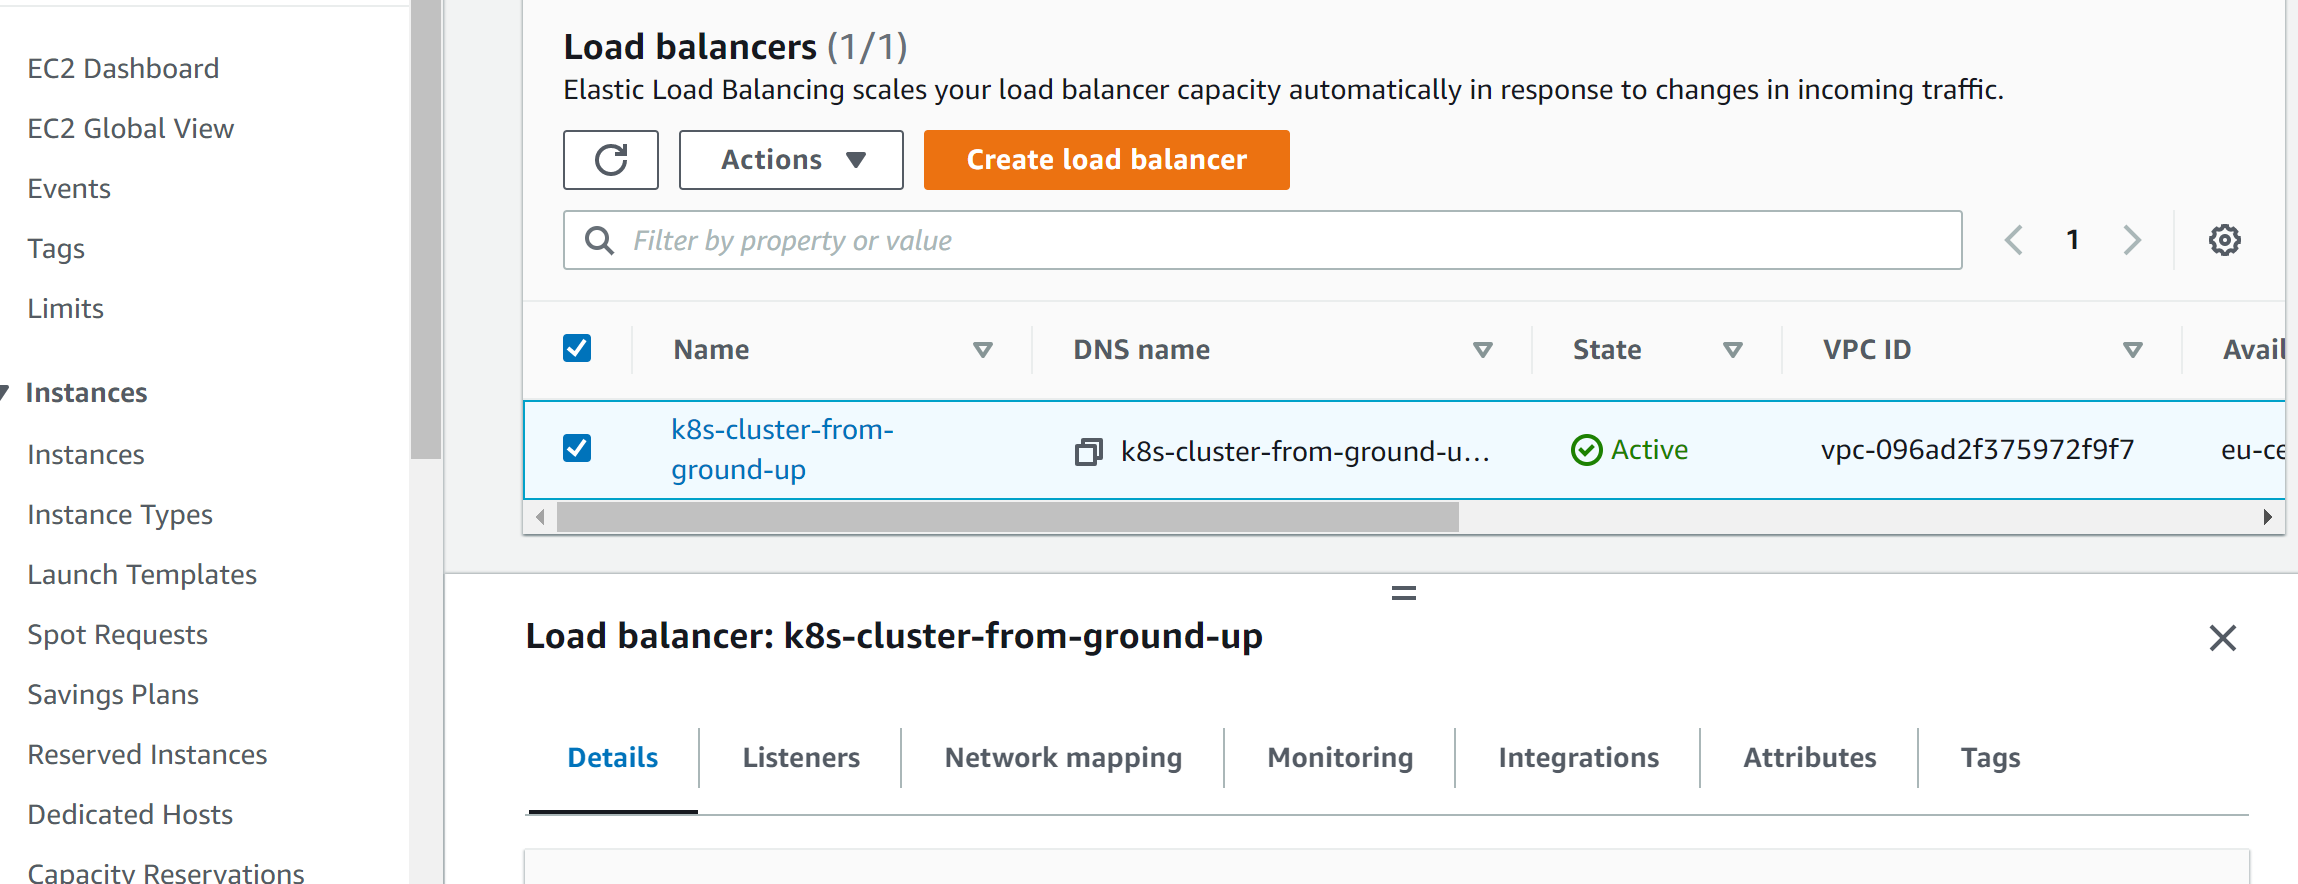 EC2 Dashboard
EC2 Global View
Events
Tags
Limits
Instances
Instances
Instance Types
Launch Templates
Spot Requests
Savings Plans
Reserved Instances
Dedicated Hosts
Capacity Reservations
Load balancers (1/1)
Elastic Load Balancing scales your load balancer capacity automatically in response to changes in incoming traffic.
Actions
Create load balancer
Filter by property or value
1
Name DNS name State VPC ID Avail
k8s-cluster-from-
ground-up
k8s-cluster-from-ground-u...
Active
vpc-096ad2f375972f9f7
eu-ce
Load balancer: k8s-cluster-from-ground-up
Details Listeners Network mapping Monitoring Integrations Attributes Tags